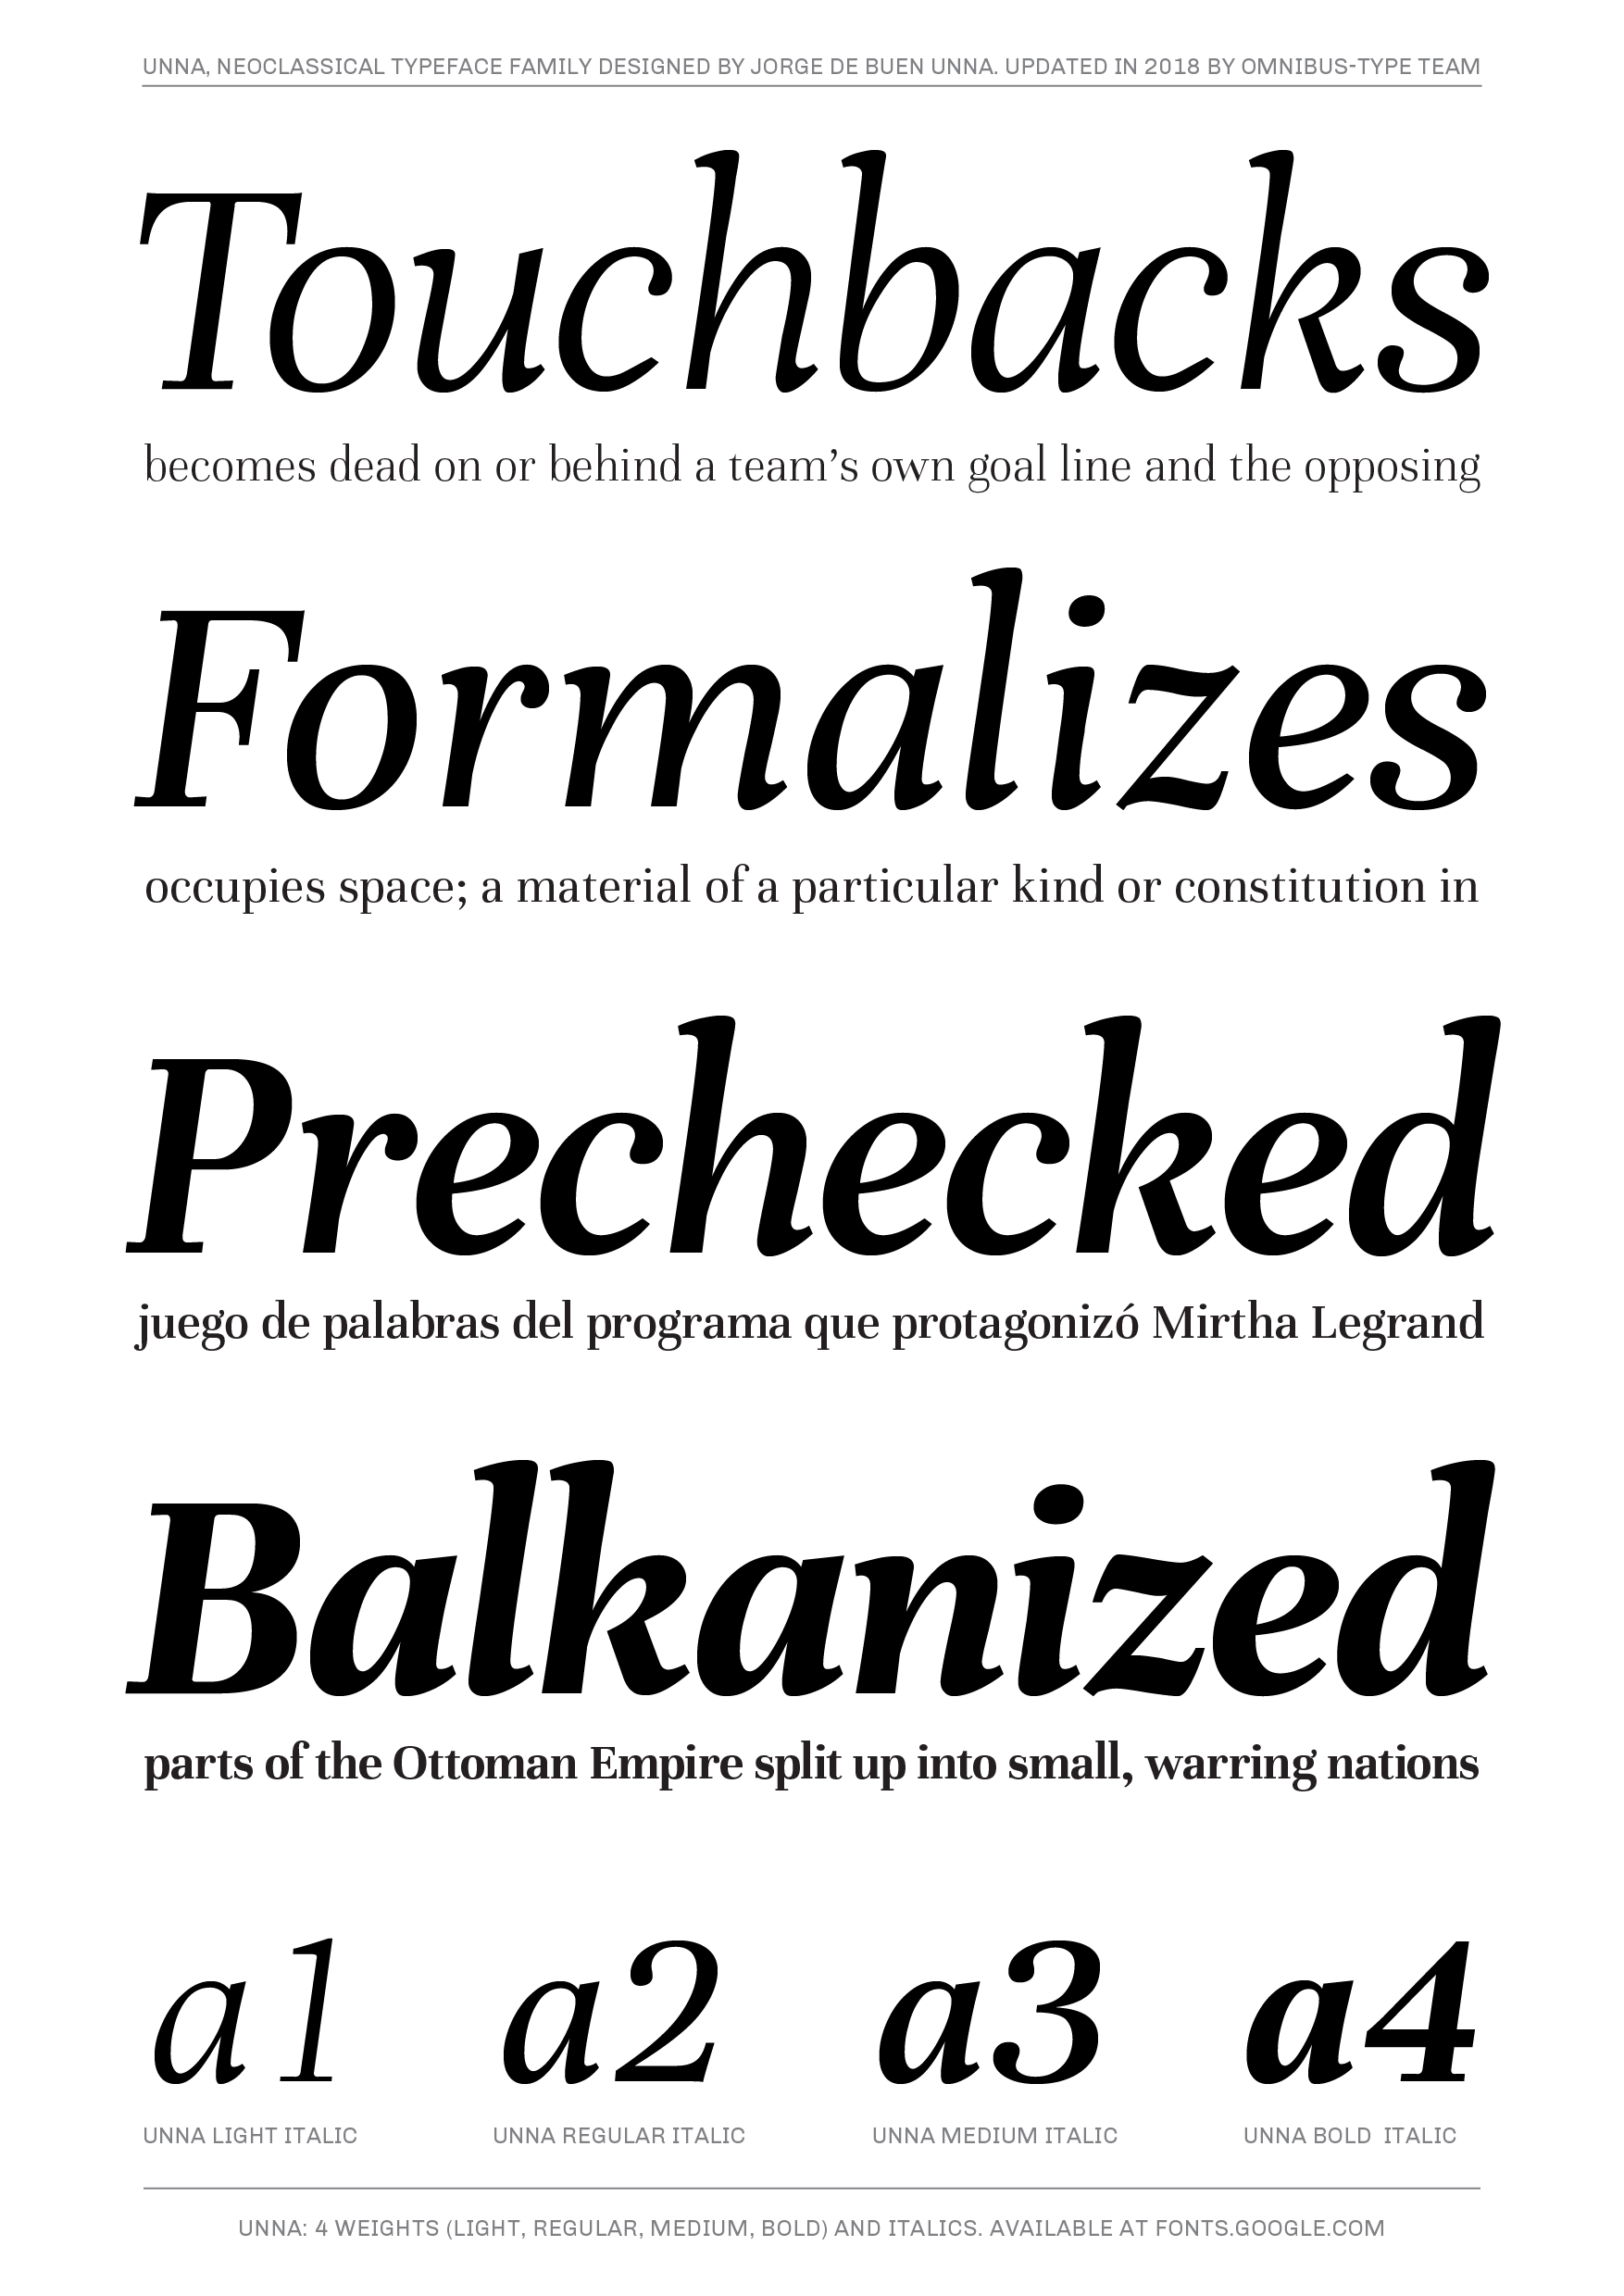 UNNA, NEOCLASSICAL TYPEFACE FAMILY DESIGNED BY JORGE DE BUEN UNNA. UPDATED IN 2018 BY OMNIBUS-TYPE TEAM
Touchbacks
becomes dead on or behind a team’s own goal line and the opposing
Formalizes
occupies space; a material of a particular kind or constitution in
Prechecked
juego de palabras del programa que protagonizó Mirtha Legrand
Balkanized
parts of the Ottoman Empire split up into small, warring nations
a1 a2 a3 a4
UNNA LIGHT ITALIC UNNA REGULAR ITALIC UNNA MEDIUM ITALIC UNNA BOLD ITALIC
UNNA: 4 WEIGHTS (LIGHT, REGULAR, MEDIUM, BOLD) AND ITALICS. AVAILABLE AT FONTS.GOOGLE.COM